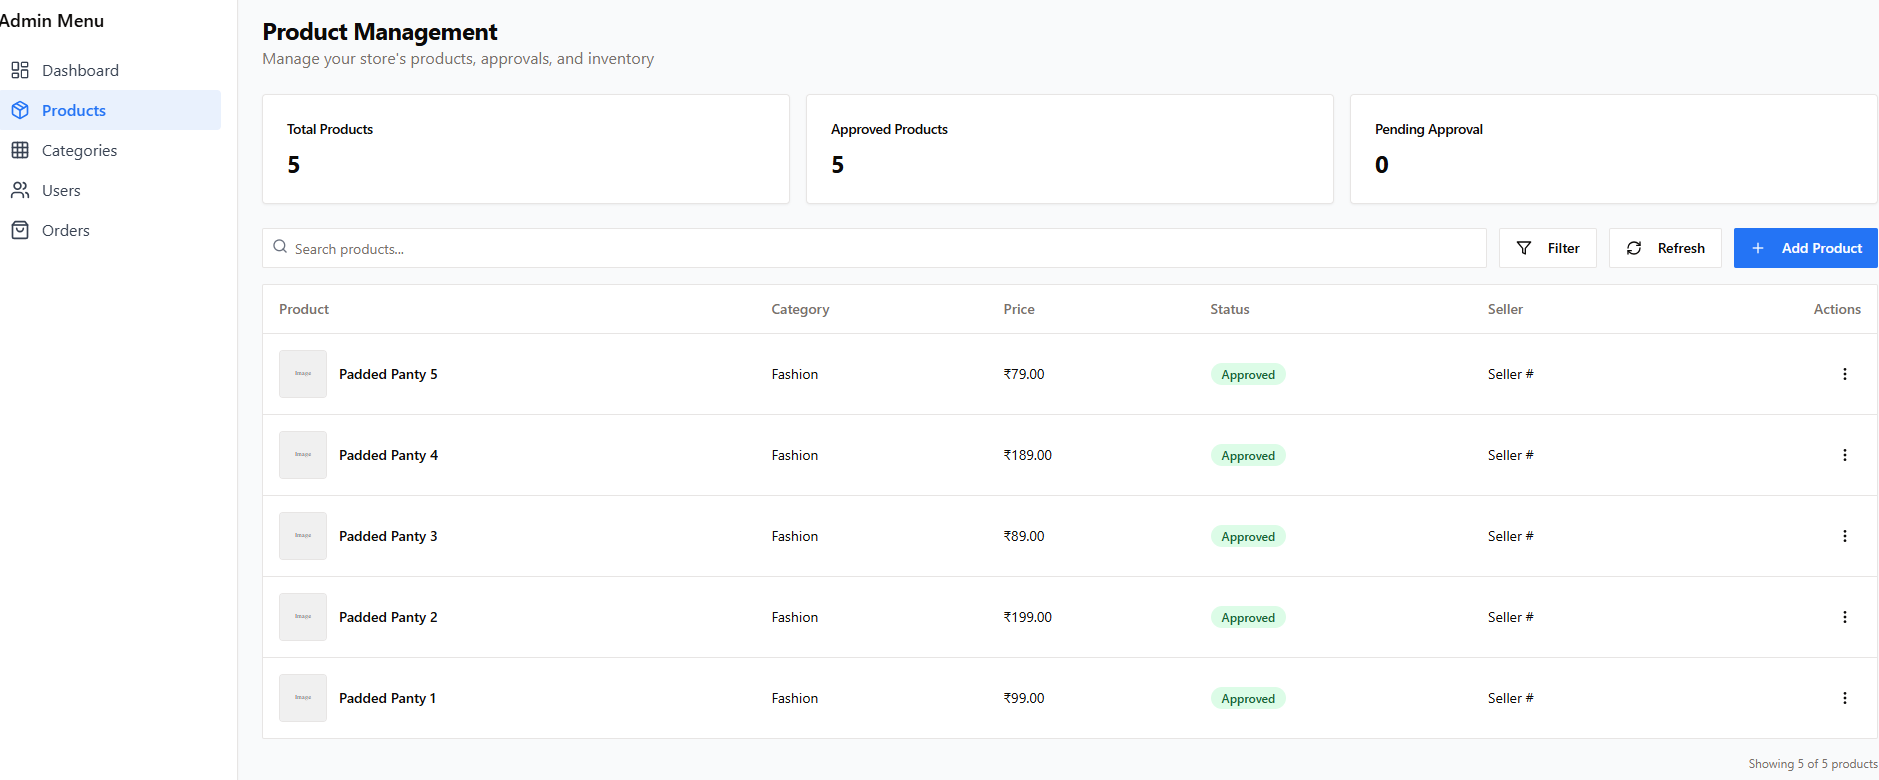 Admin Menu
Dashboard
Products
Categories
Users
Orders
Product Management
Manage your store's products, approvals, and inventory
Total Products
5
Approved Products
5
Pending Approval
0
Search products...
Filter
Refresh
+ Add Product
Product Category Price Status Seller Actions
Image Padded Panty 5 Fashion ₹79.00 Approved Seller #
Image Padded Panty 4 Fashion ₹189.00 Approved Seller #
Image Padded Panty 3 Fashion ₹89.00 Approved Seller #
Image Padded Panty 2 Fashion ₹199.00 Approved Seller #
Image Padded Panty 1 Fashion ₹99.00 Approved Seller #
Showing 5 of 5 products